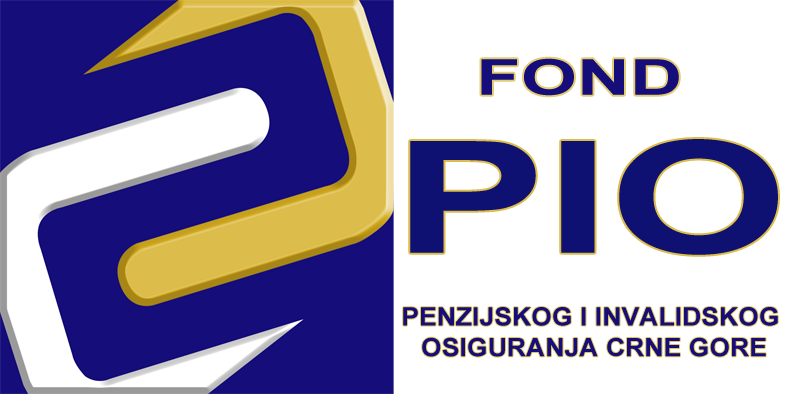 FOND
PIO
PENZIJSKOG I INVALIDSKOG
OSIGURANJA CRNE GORE